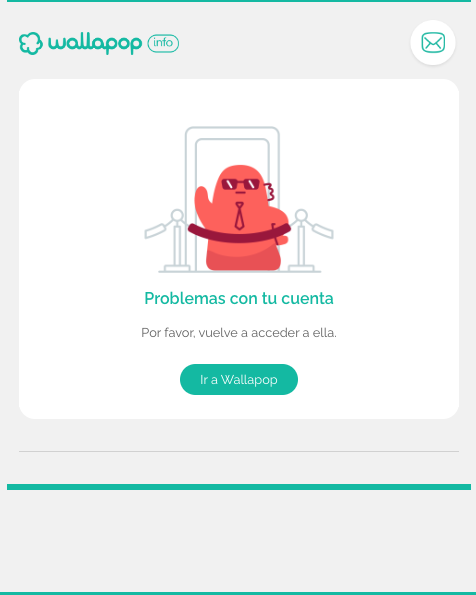 wallapop info
Problemas con tu cuenta
Por favor, vuelve a acceder a ella.
Ir a Wallapop